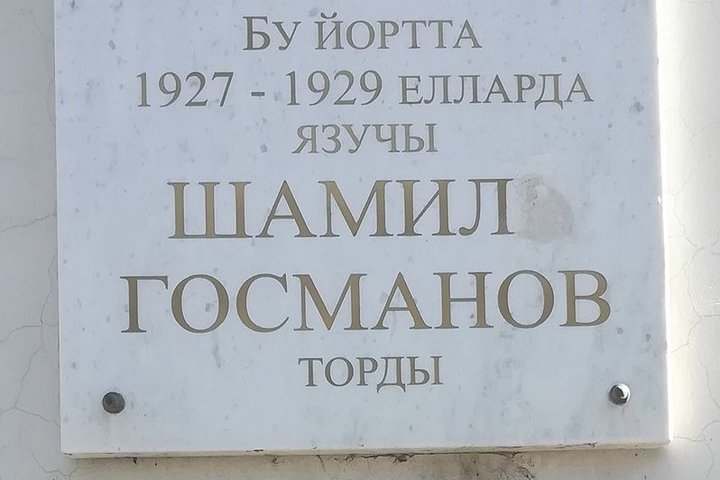 БУ ЙОРТТА
1927 - 1929 ЕЛЛАРДА
ЯЗУЧЫ
ШАМИЛ
ГОСМАНОВ
ТОРДЫ